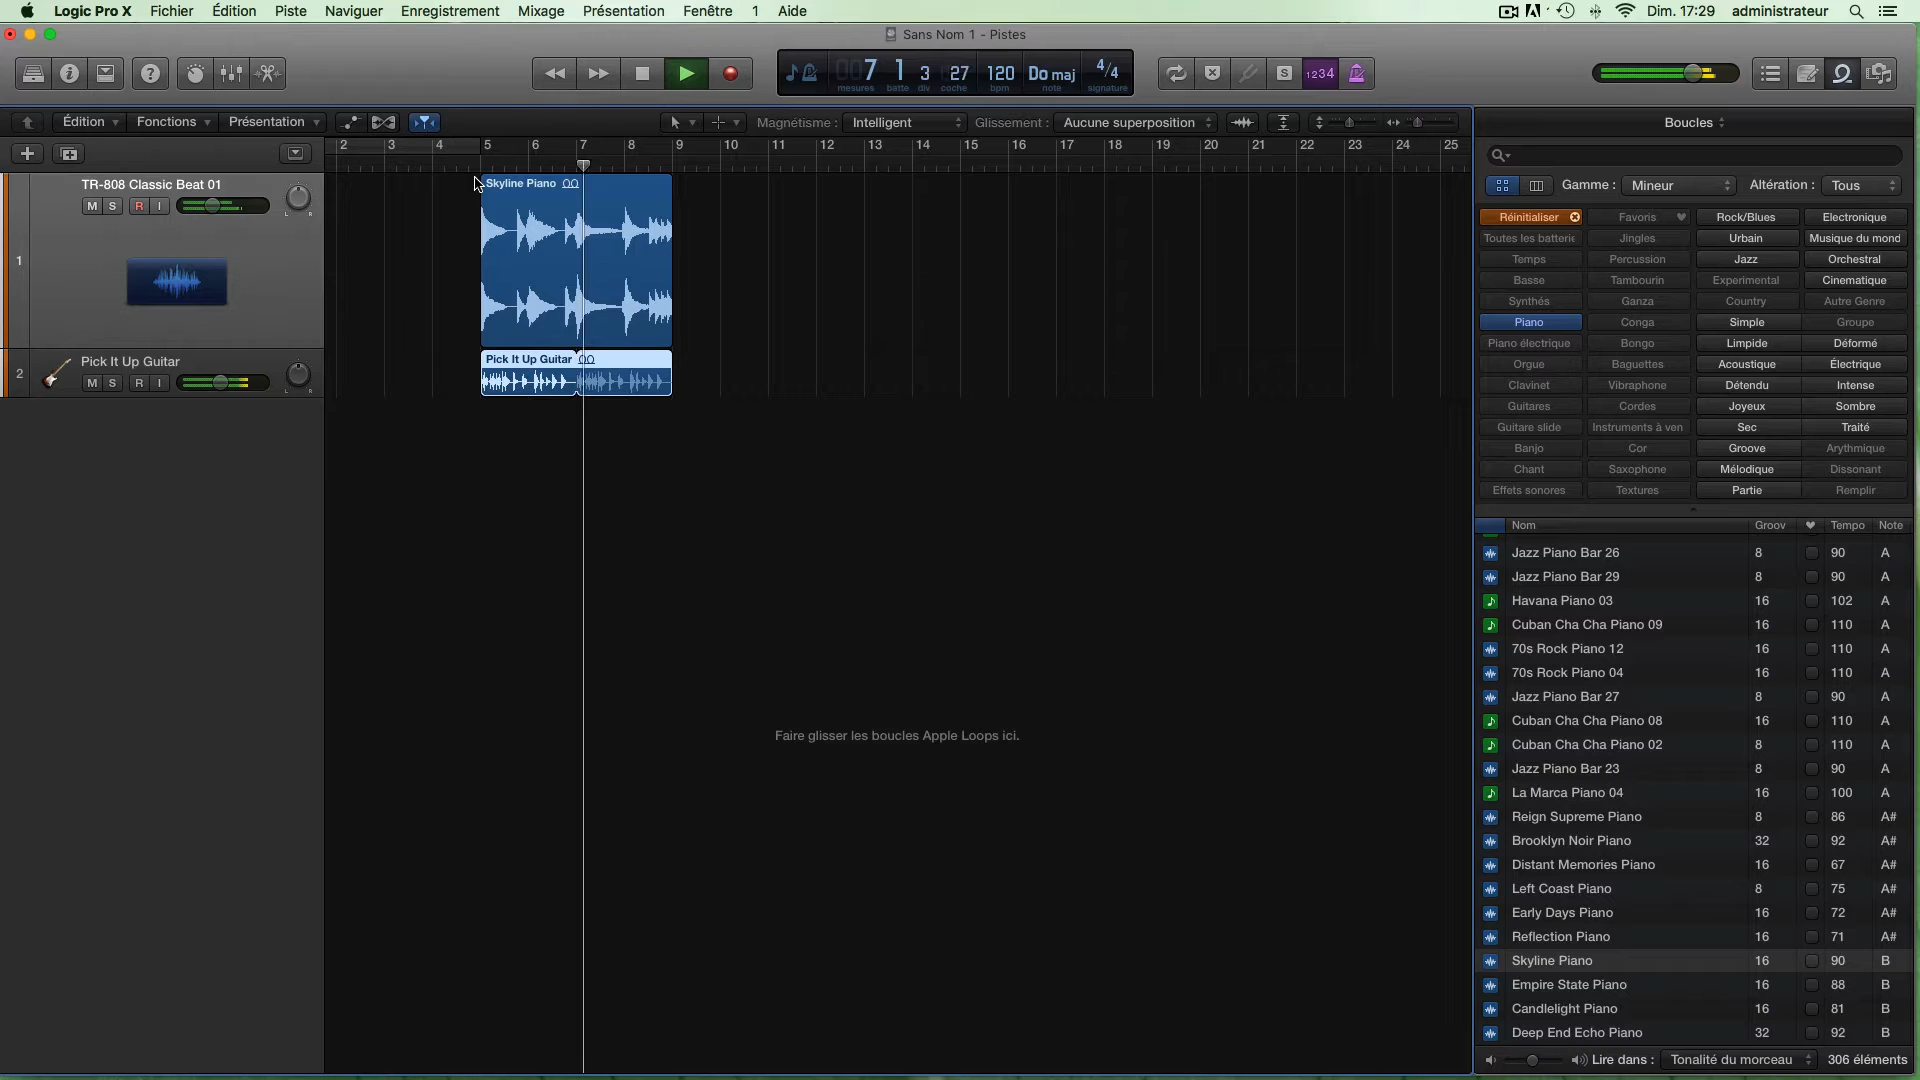 Logic Pro X Fichier Édition Piste Naviguer Enregistrement Mixage Présentation Fenêtre 1 Aide Dim. 17:29 administrateur
Sans Nom 1 - Pistes
7 1 3 27 120 Do maj 4/4
mesures batte div coche bpm note signature
S 1234
Édition Fonctions Présentation Magnétisme : Intelligent Glissement : Aucune superposition Boucles
2 3 4 5 6 7 8 9 10 11 12 13 14 15 16 17 18 19 20 21 22 23 24 25
1 TR-808 Classic Beat 01
M S R I
L R
Skyline Piano
2 Pick It Up Guitar
M S R I
L R
Pick It Up Guitar
Faire glisser les boucles Apple Loops ici.
Gamme : Mineur Altération : Tous
Réinitialiser Favoris Rock/Blues Electronique
Toutes les batterie Jingles Urbain Musique du mond
Temps Percussion Jazz Orchestral
Basse Tambourin Experimental Cinematique
Synthés Ganza Country Autre Genre
Piano Conga Simple Groupe
Piano électrique Bongo Limpide Déformé
Orgue Baguettes Acoustique Électrique
Clavinet Vibraphone Détendu Intense
Guitares Cordes Joyeux Sombre
Guitare slide Instruments à ven Sec Traité
Banjo Cor Groove Arythmique
Chant Saxophone Mélodique Dissonant
Effets sonores Textures Partie Remplir
Nom Groov Tempo Note
Jazz Piano Bar 26 8 90 A
Jazz Piano Bar 29 8 90 A
Havana Piano 03 16 102 A
Cuban Cha Cha Piano 09 16 110 A
70s Rock Piano 12 16 110 A
70s Rock Piano 04 16 110 A
Jazz Piano Bar 27 8 90 A
Cuban Cha Cha Piano 08 16 110 A
Cuban Cha Cha Piano 02 8 110 A
Jazz Piano Bar 23 8 90 A
La Marca Piano 04 16 100 A
Reign Supreme Piano 8 86 A#
Brooklyn Noir Piano 32 92 A#
Distant Memories Piano 16 67 A#
Left Coast Piano 8 75 A#
Early Days Piano 16 72 A#
Reflection Piano 16 71 A#
Skyline Piano 16 90 B
Empire State Piano 16 88 B
Candlelight Piano 16 81 B
Deep End Echo Piano 32 92 B
Lire dans : Tonalité du morceau 306 éléments